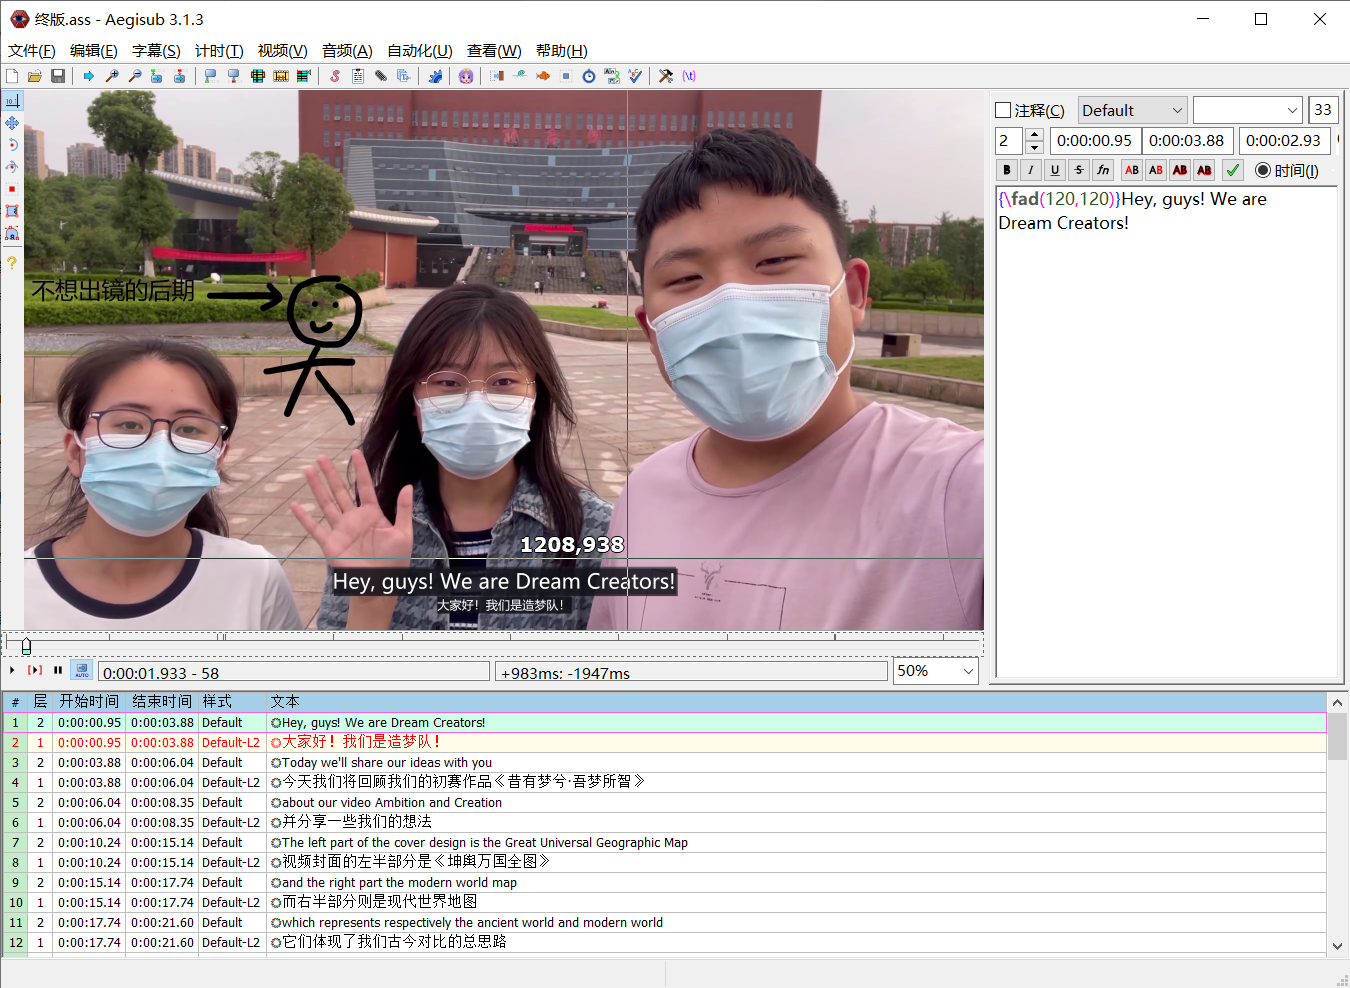 终版.ass - Aegisub 3.1.3
文件(F) 编辑(E) 字幕(S) 计时(T) 视频(V) 音频(A) 自动化(U) 查看(W) 帮助(H)
注释(C) Default 33
2 0:00:00.95 0:00:03.88 0:00:02.93
B I U S fn AB AB AB AB 时间(I)
{\fad(120,120)}Hey, guys! We are
Dream Creators!
不想出镜的后期
1208,938
Hey, guys! We are Dream Creators!
大家好！我们是造梦队！
AUTO 0:00:01.933 - 58 +983ms: -1947ms 50%
# 层 开始时间 结束时间 样式 文本
1 2 0:00:00.95 0:00:03.88 Default Hey, guys! We are Dream Creators!
2 1 0:00:00.95 0:00:03.88 Default-L2 大家好！我们是造梦队！
3 2 0:00:03.88 0:00:06.04 Default Today we'll share our ideas with you
4 1 0:00:03.88 0:00:06.04 Default-L2 今天我们将回顾我们的初赛作品《昔有梦兮·吾梦所智》
5 2 0:00:06.04 0:00:08.35 Default about our video Ambition and Creation
6 1 0:00:06.04 0:00:08.35 Default-L2 并分享一些我们的想法
7 2 0:00:10.24 0:00:15.14 Default The left part of the cover design is the Great Universal Geographic Map
8 1 0:00:10.24 0:00:15.14 Default-L2 视频封面的左半部分是《坤舆万国全图》
9 2 0:00:15.14 0:00:17.74 Default and the right part the modern world map
10 1 0:00:15.14 0:00:17.74 Default-L2 而右半部分则是现代世界地图
11 2 0:00:17.74 0:00:21.60 Default which represents respectively the ancient world and modern world
12 1 0:00:17.74 0:00:21.60 Default-L2 它们体现了我们古今对比的总思路